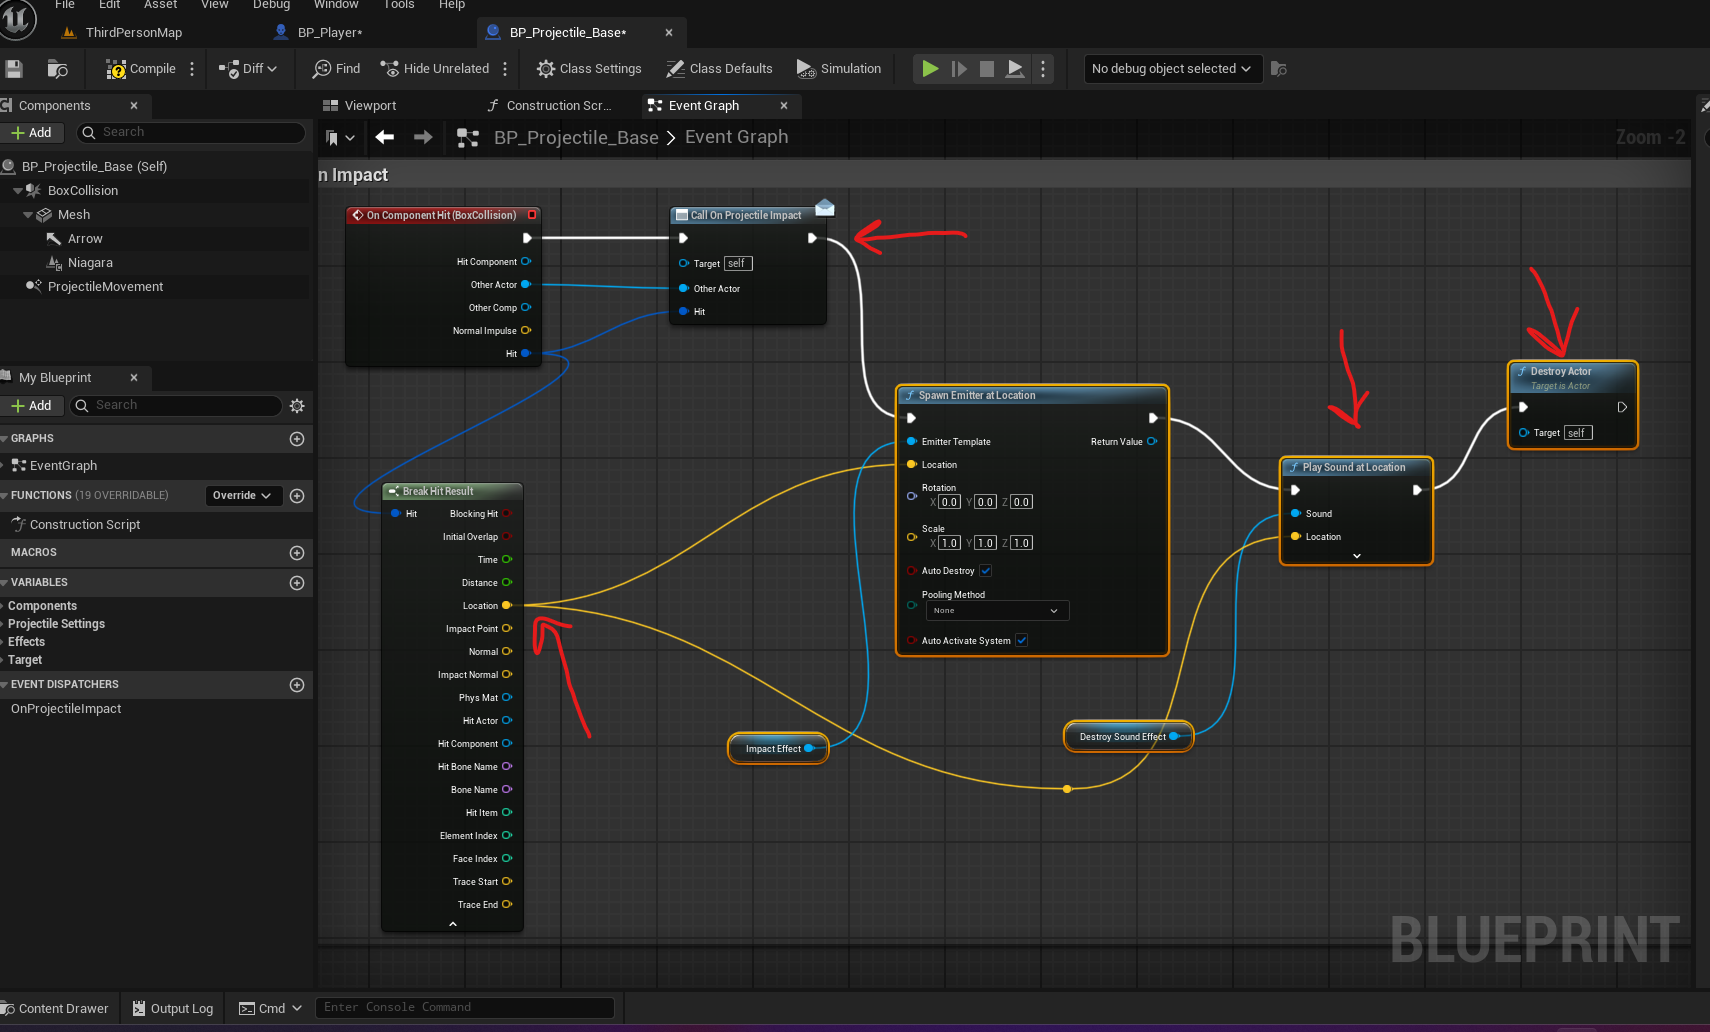 File Edit Asset View Debug Window Tools Help
ThirdPersonMap BP_Player* BP_Projectile_Base*
Compile Diff Find Hide Unrelated Class Settings Class Defaults Simulation No debug object selected
Components
Add Search
BP_Projectile_Base (Self)
BoxCollision
Mesh
Arrow
Niagara
ProjectileMovement
My Blueprint
Add Search
GRAPHS
EventGraph
FUNCTIONS (19 OVERRIDABLE) Override
Construction Script
MACROS
VARIABLES
Components
Projectile Settings
Effects
Target
EVENT DISPATCHERS
OnProjectileImpact
Viewport Construction Scr... Event Graph
BP_Projectile_Base > Event Graph Zoom -2
n Impact
On Component Hit (BoxCollision)
Hit Component
Other Actor
Other Comp
Normal Impulse
Hit
Call On Projectile Impact
Target self
Other Actor
Hit
Break Hit Result
Hit Blocking Hit
Initial Overlap
Time
Distance
Location
Impact Point
Normal
Impact Normal
Phys Mat
Hit Actor
Hit Component
Hit Bone Name
Bone Name
Hit Item
Element Index
Face Index
Trace Start
Trace End
Spawn Emitter at Location
Emitter Template Return Value
Location
Rotation
X 0.0 Y 0.0 Z 0.0
Scale
X 1.0 Y 1.0 Z 1.0
Auto Destroy
Pooling Method
None
Auto Activate System
Impact Effect
Destroy Sound Effect
Play Sound at Location
Sound
Location
Destroy Actor
Target is Actor
Target self
BLUEPRINT
Content Drawer Output Log Cmd Enter Console Command